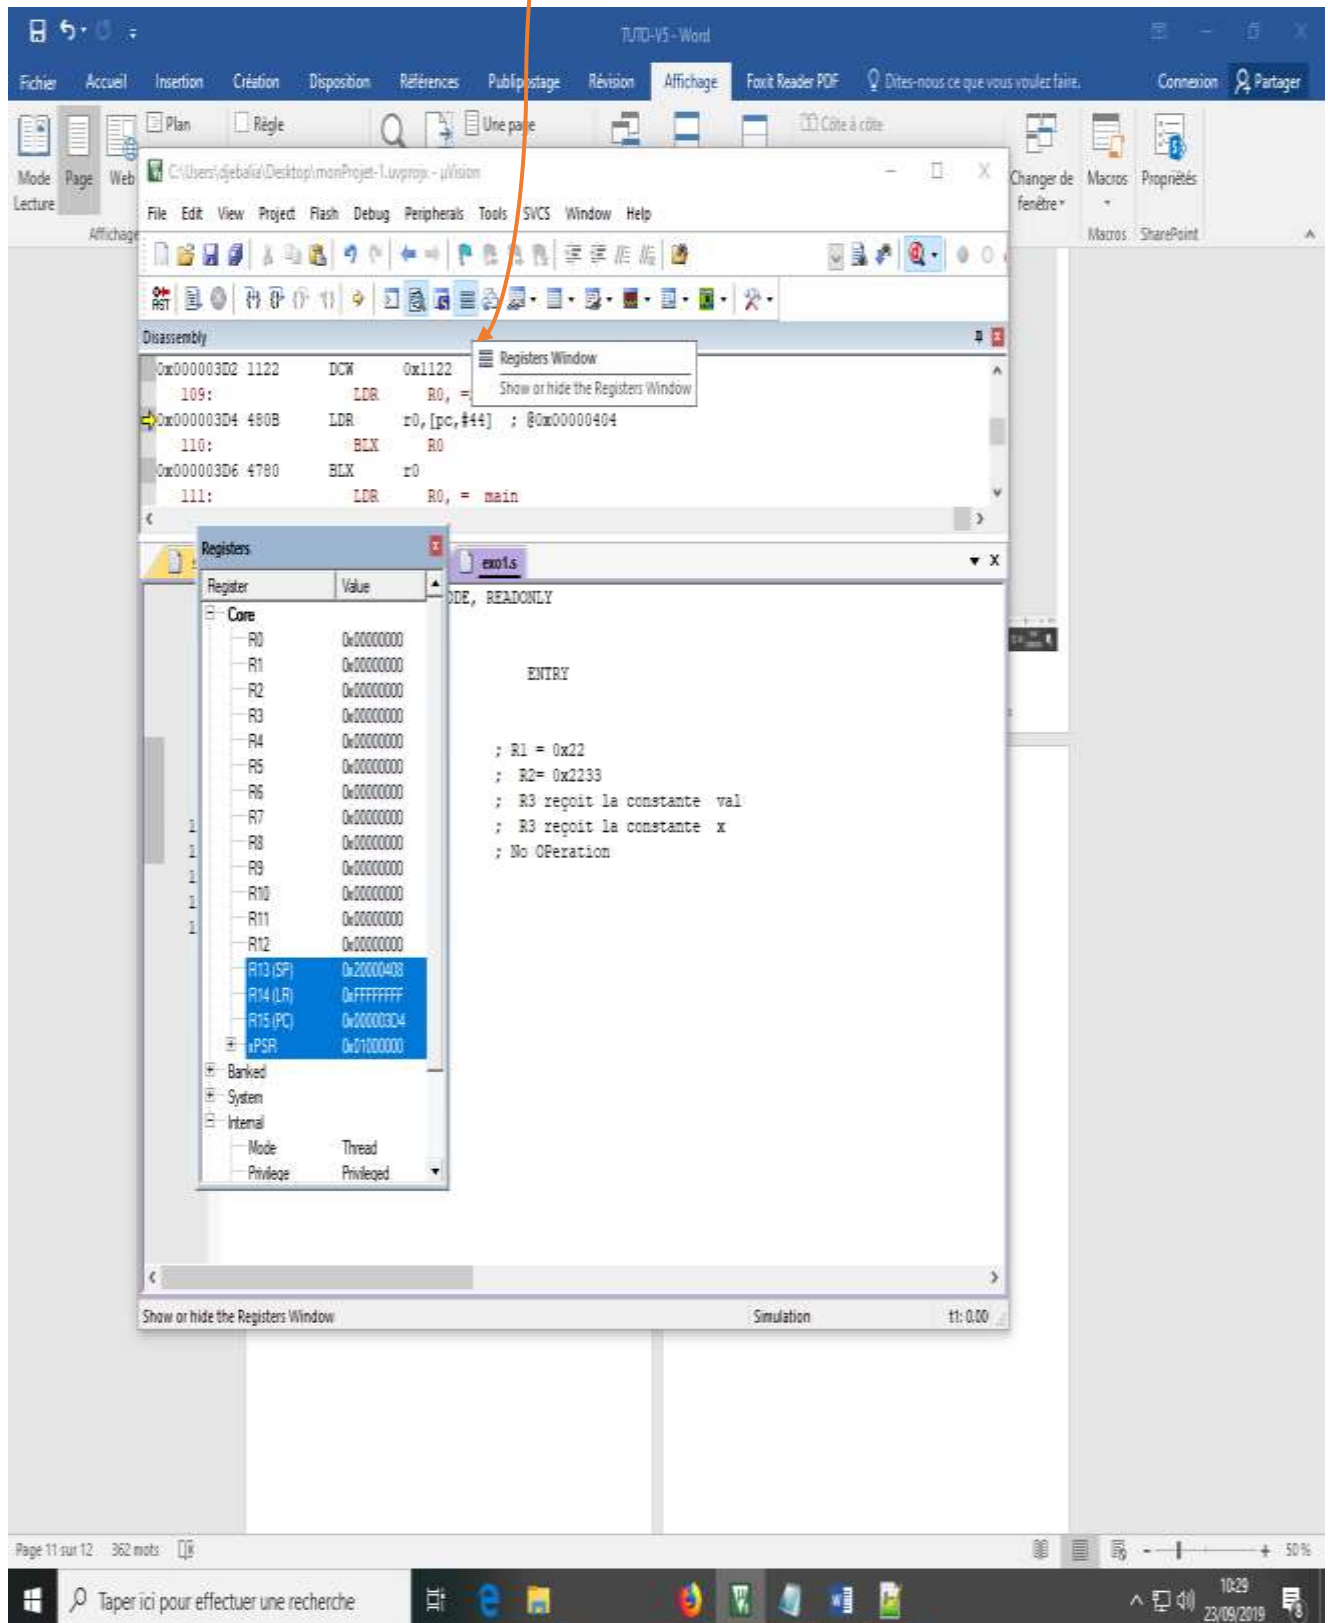 TUTO-V5 - Word
Fichier Accueil Insertion Création Disposition Références Publipostage Révision Affichage Foxit Reader PDF Dites-nous ce que vous voulez faire. Connexion Partager
Plan Règle Une page Côte à côte
Mode Lecture Page Web Changer de fenêtre Macros Propriétés
Affichage Macros SharePoint
C:\Users\djebalia\Desktop\monProjet-1.uvprojx - µVision
File Edit View Project Flash Debug Peripherals Tools SVCS Window Help
RST
Disassembly
Registers Window
Show or hide the Registers Window
0x000003D2 1122 DCW 0x1122
109: LDR R0, =
0x000003D4 480B LDR r0,[pc,#44] ; @0x00000404
110: BLX R0
0x000003D6 4780 BLX r0
111: LDR R0, = main
Registers
exo1.s
Register Value
Core
R0 0x00000000
R1 0x00000000
R2 0x00000000
R3 0x00000000
R4 0x00000000
R5 0x00000000
R6 0x00000000
R7 0x00000000
R8 0x00000000
R9 0x00000000
R10 0x00000000
R11 0x00000000
R12 0x00000000
R13 (SP) 0x20000408
R14 (LR) 0xFFFFFFFF
R15 (PC) 0x000003D4
xPSR 0x01000000
Banked
System
Internal
Mode Thread
Privilege Privileged
ODE, READONLY
ENTRY
; R1 = 0x22
; R2= 0x2233
; R3 reçoit la constante val
; R3 reçoit la constante x
; No OPeration
Show or hide the Registers Window Simulation t1: 0.00
Page 11 sur 12 362 mots 50 %
Taper ici pour effectuer une recherche
10:29
23/09/2019